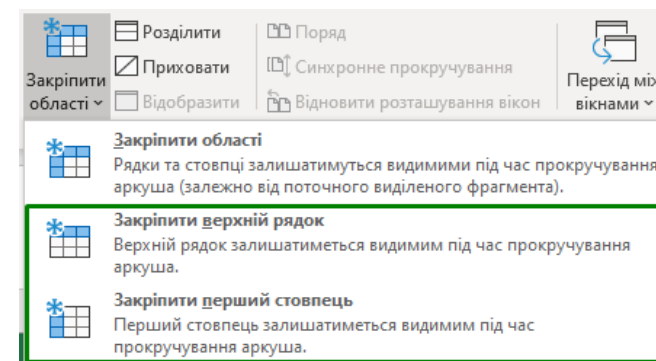 Закріпити
області
Розділити
Приховати
Відобразити
Поряд
Синхронне прокручування
Відновити розташування вікон
Перехід між
вікнами
Закріпити області
Рядки та стовпці залишатимуться видимими під час прокручування
аркуша (залежно від поточного виділеного фрагмента).
Закріпити верхній рядок
Верхній рядок залишатиметься видимим під час прокручування
аркуша.
Закріпити перший стовпець
Перший стовпець залишатиметься видимим під час
прокручування аркуша.